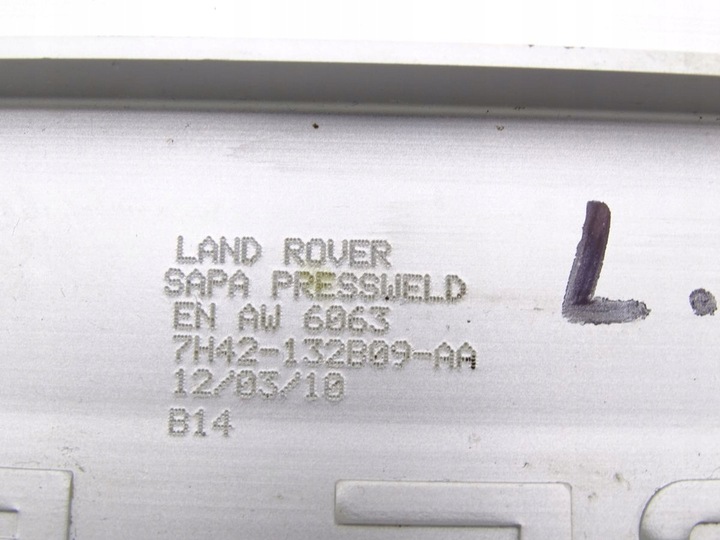 LAND ROVER
SAPA PRESSWELD
EN AW 6063
7H42-132B09-AA
12/03/10
B14
L.